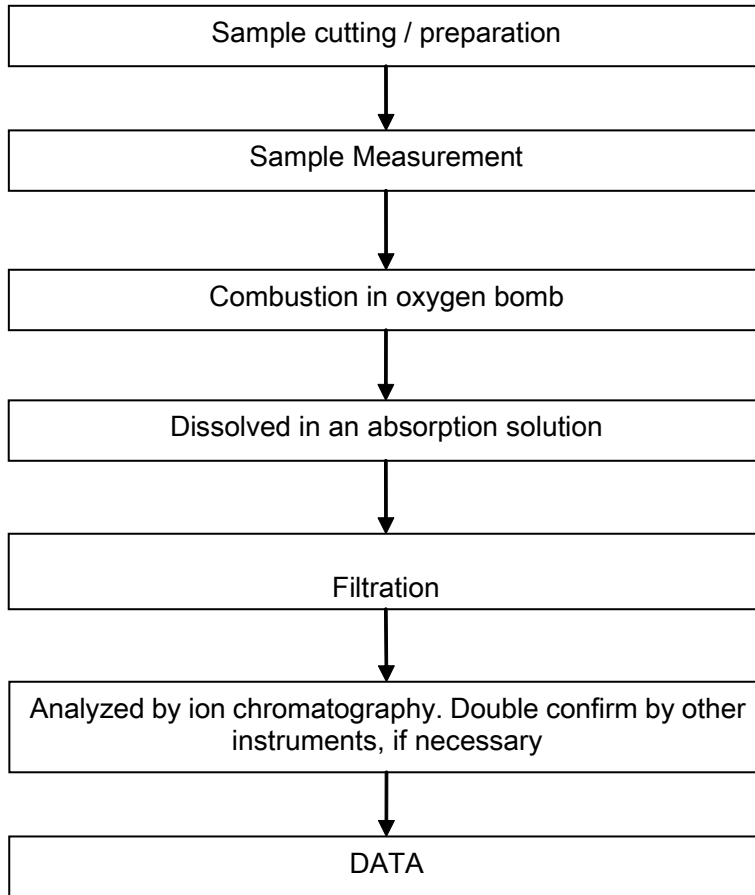 Sample cutting / preparation
Sample Measurement
Combustion in oxygen bomb
Dissolved in an absorption solution
Filtration
Analyzed by ion chromatography. Double confirm by other
instruments, if necessary
DATA